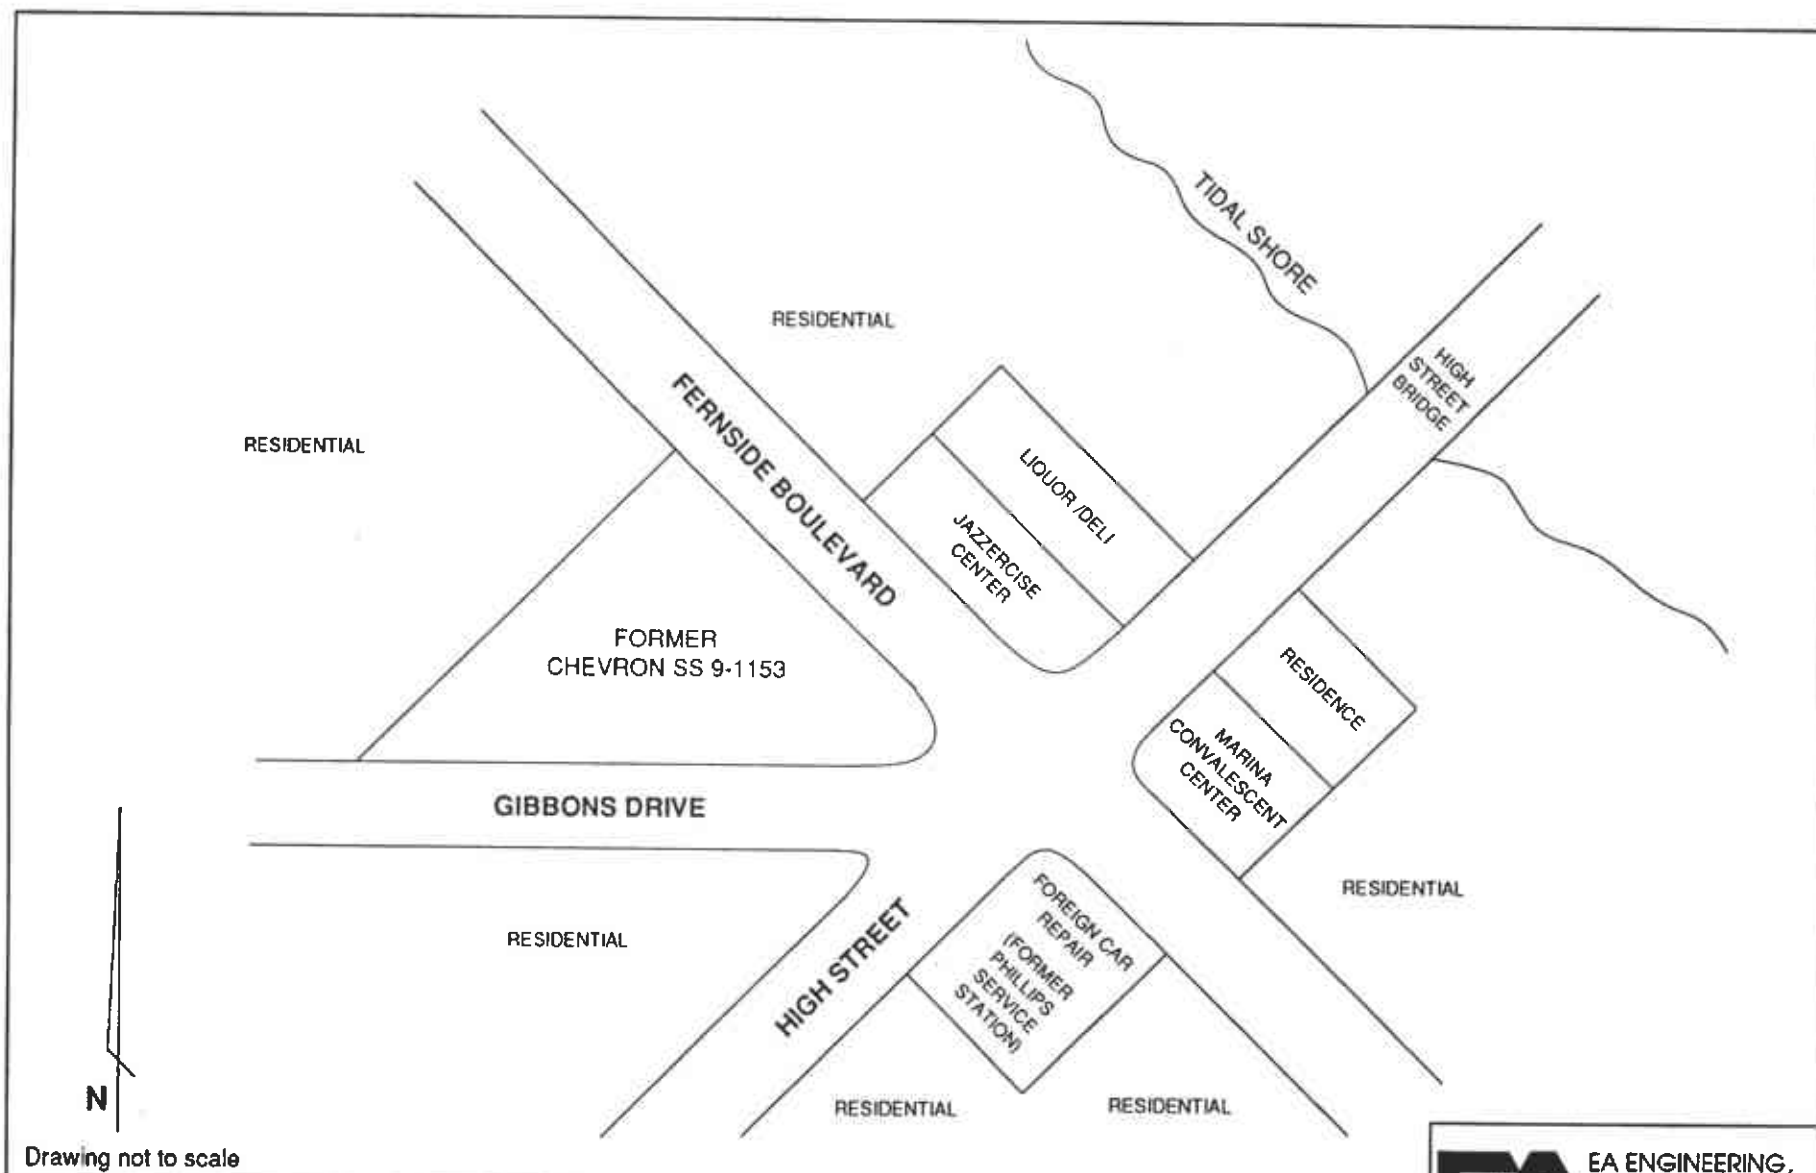 TIDAL SHORE
RESIDENTIAL
HIGH
STREET
BRIDGE
FERNSIDE BOULEVARD
RESIDENTIAL
LIQUOR /DELI
JAZZERCISE
CENTER
FORMER
CHEVRON SS 9-1153
RESIDENCE
MARINA
CONVALESCENT
CENTER
GIBBONS DRIVE
RESIDENTIAL
FOREIGN CAR
REPAIR
(FORMER
PHILLIPS
SERVICE
STATION)
RESIDENTIAL
HIGH STREET
N
RESIDENTIAL
RESIDENTIAL
Drawing not to scale
EA ENGINEERING,